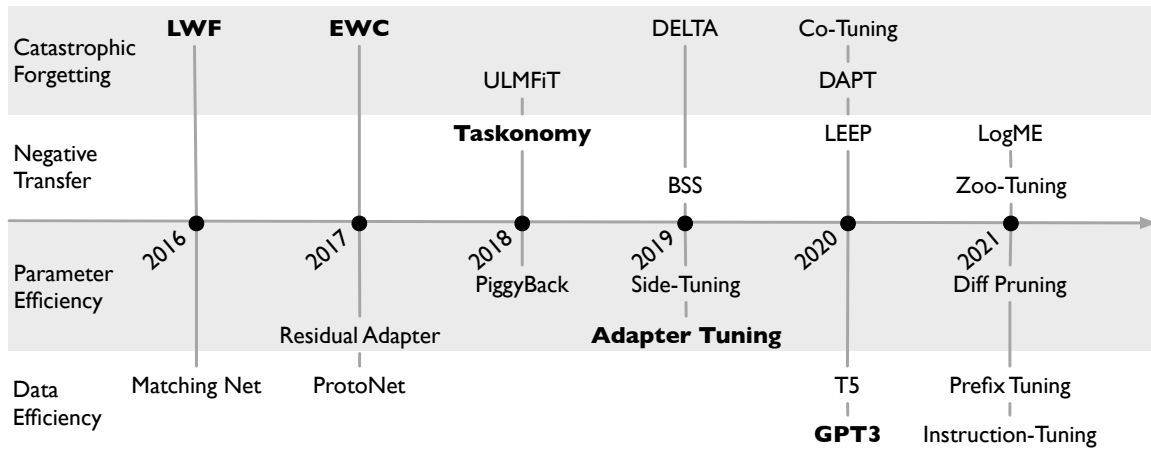 LWF EWC DELTA Co-Tuning
Catastrophic
Forgetting
ULMFiT DAPT
Taskonomy LEEP LogME
Negative
Transfer
BSS Zoo-Tuning
2016 2017 2018 2019 2020 2021
Parameter
Efficiency
PiggyBack Side-Tuning Diff Pruning
Residual Adapter Adapter Tuning
Data
Efficiency
Matching Net ProtoNet T5 Prefix Tuning
GPT3 Instruction-Tuning